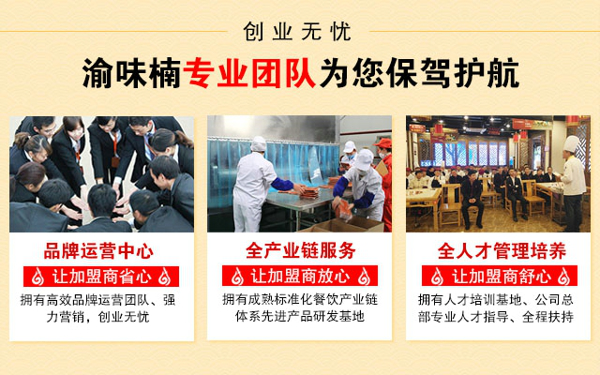 创业无忧
渝味楠专业团队为您保驾护航
品牌运营中心
让加盟商省心
拥有高效品牌运营团队、强
力营销，创业无忧
全产业链服务
让加盟商放心
拥有成熟标准化餐饮产业链
体系先进产品研发基地
全人才管理培养
让加盟商舒心
拥有人才培训基地、公司总
部专业人才指导、全程扶持